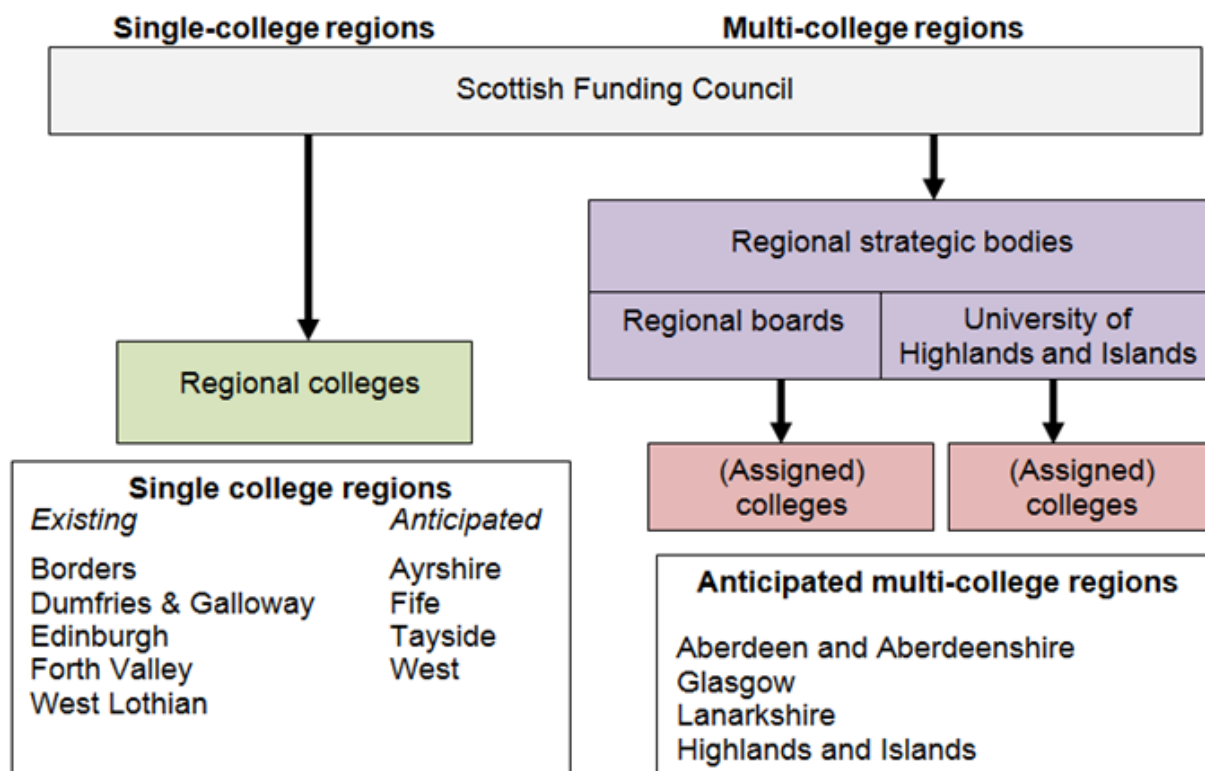 Single-college regions
Multi-college regions
Scottish Funding Council
Regional strategic bodies
Regional boards
University of
Highlands and Islands
Regional colleges
(Assigned)
colleges
(Assigned)
colleges
Single college regions
Existing
Anticipated
Borders
Ayrshire
Dumfries & Galloway
Fife
Edinburgh
Tayside
Forth Valley
West
West Lothian
Anticipated multi-college regions
Aberdeen and Aberdeenshire
Glasgow
Lanarkshire
Highlands and Islands